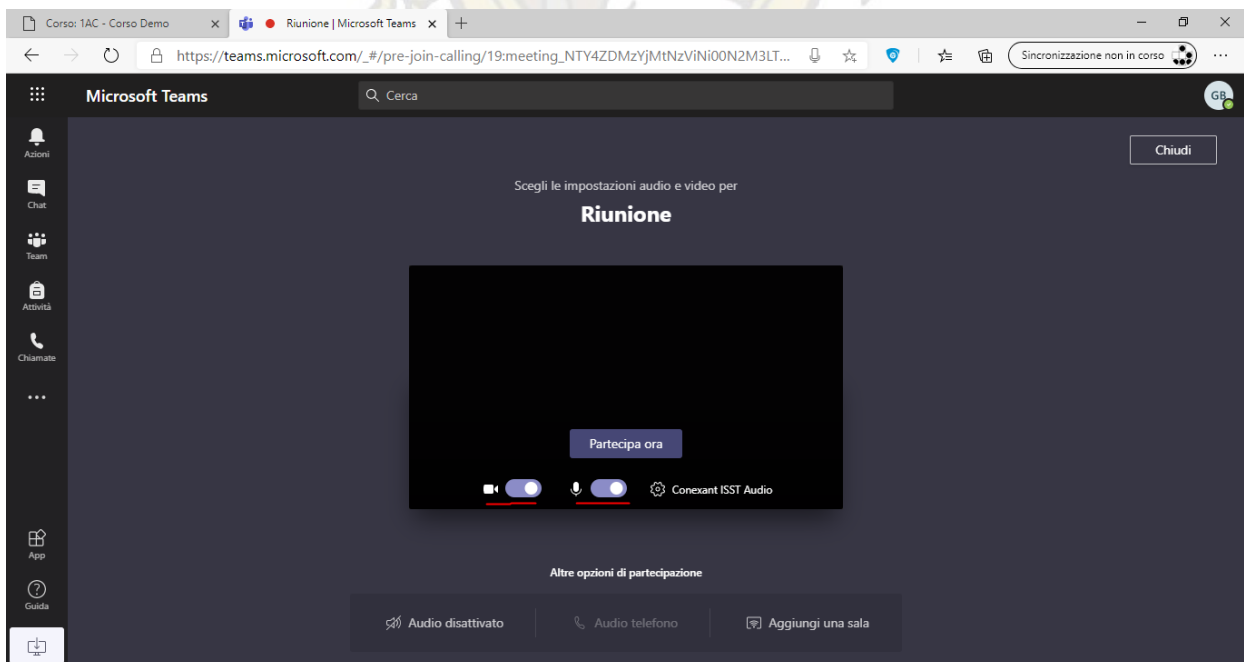 Corso: 1AC - Corso Demo
Riunione | Microsoft Teams
https://teams.microsoft.com/_#/pre-join-calling/19:meeting_NTY4ZDMzYjMtNzViNi00N2M3LT...
Sincronizzazione non in corso
Microsoft Teams
Cerca
GB
Azioni
Chat
Team
Attività
Chiamate
App
Guida
Chiudi
Scegli le impostazioni audio e video per
Riunione
Partecipa ora
Conexant ISST Audio
Altre opzioni di partecipazione
Audio disattivato
Audio telefono
Aggiungi una sala